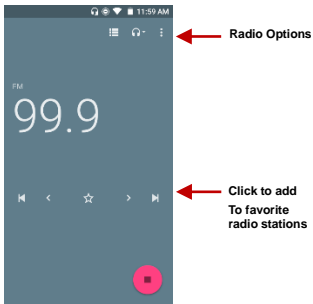 11:59 AM
Radio Options
FM
99.9
Click to add
To favorite
radio stations